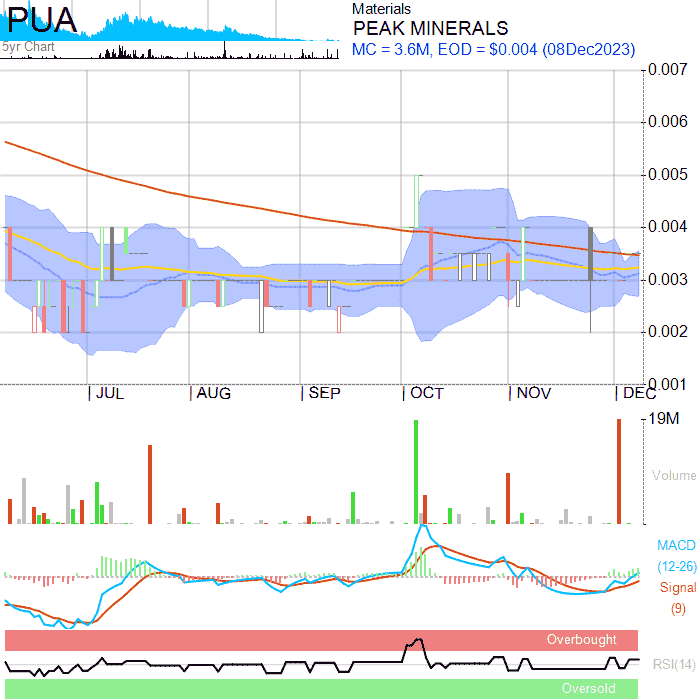 PUA
5yr Chart
Materials
PEAK MINERALS
MC = 3.6M, EOD = $0.004 (08Dec2023)
0.007
0.006
0.005
0.004
0.003
0.002
0.001
JUL AUG SEP OCT NOV DEC
19M
Volume
MACD
(12-26)
Signal
(9)
Overbought
RSI(14)
Oversold